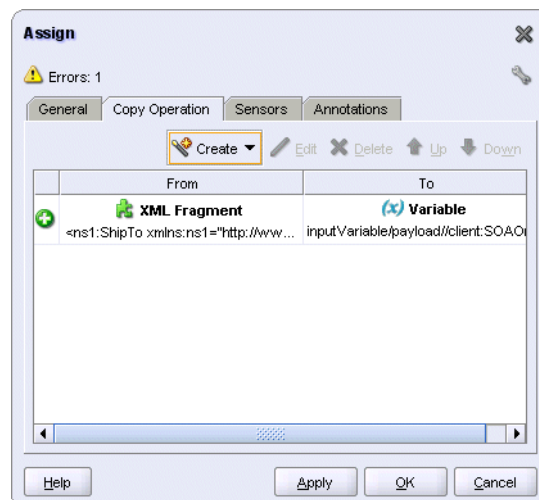 Assign
Errors: 1
General Copy Operation Sensors Annotations
Create Edit Delete Up Down
From To
XML Fragment (x) Variable
<ns1:ShipTo xmlns:ns1="http://ww... inputVariable/payload//client:SOAOr
Help Apply OK Cancel